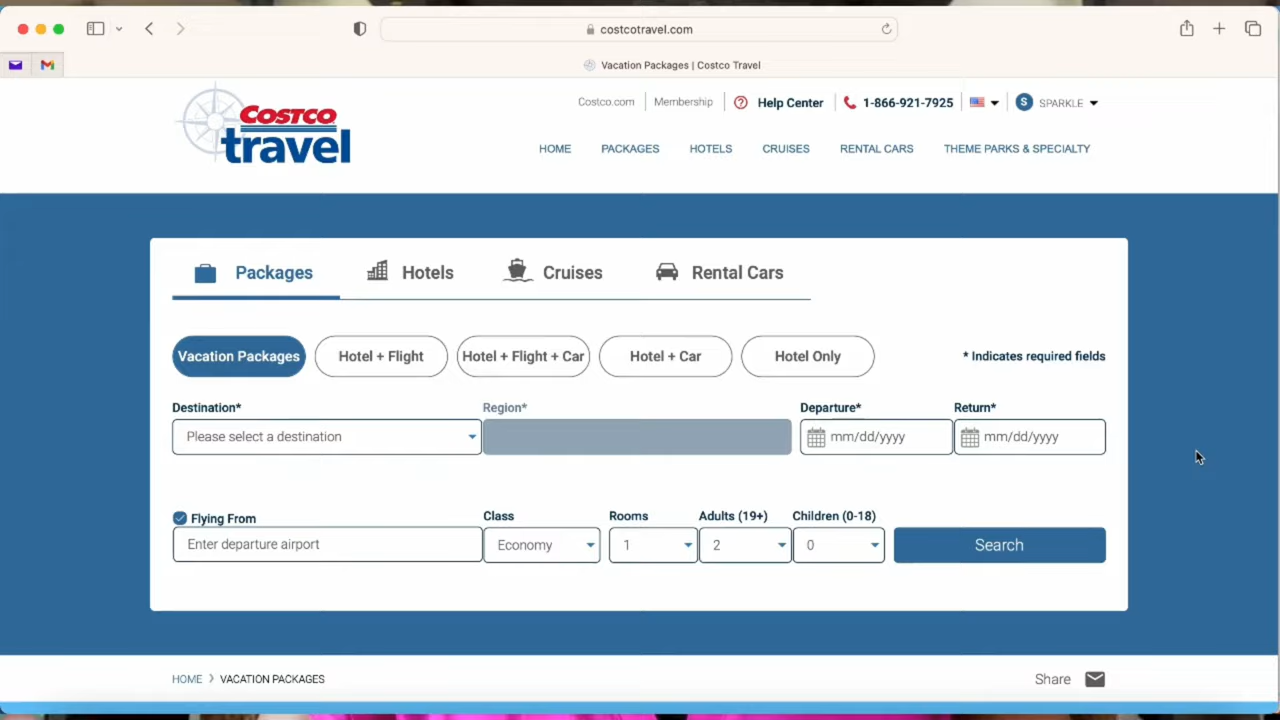 costcotravel.com
Vacation Packages | Costco Travel
Costco.com Membership Help Center 1-866-921-7925 S SPARKLE
COSTCO
travel
HOME PACKAGES HOTELS CRUISES RENTAL CARS THEME PARKS & SPECIALTY
Packages Hotels Cruises Rental Cars
Vacation Packages Hotel + Flight Hotel + Flight + Car Hotel + Car Hotel Only * Indicates required fields
Destination* Region* Departure* Return*
Please select a destination mm/dd/yyyy mm/dd/yyyy
Flying From Class Rooms Adults (19+) Children (0-18)
Enter departure airport Economy 1 2 0 Search
HOME > VACATION PACKAGES Share